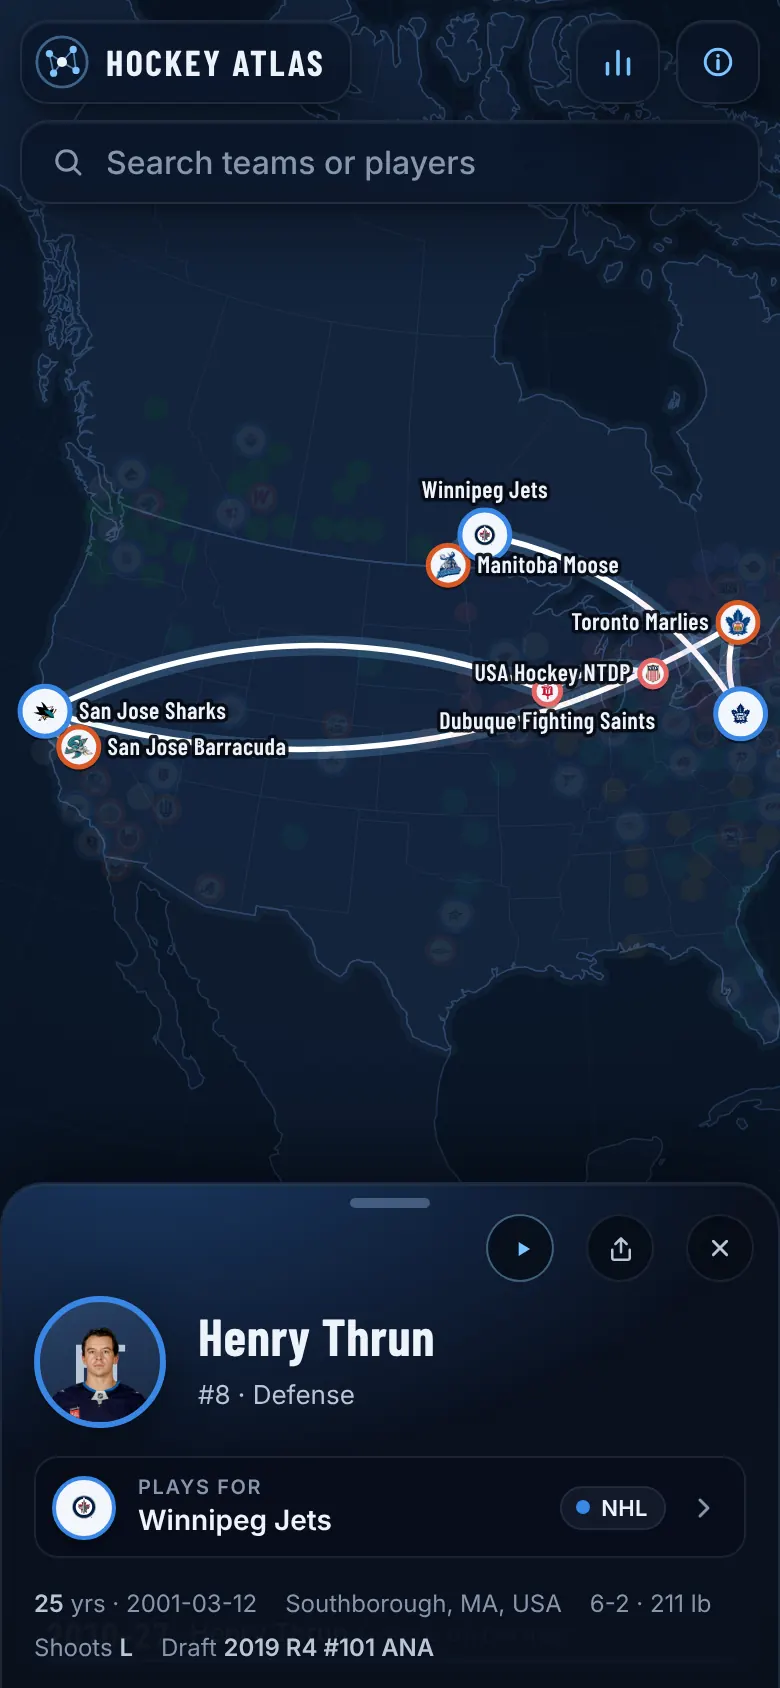 HOCKEY ATLAS
Search teams or players
Winnipeg Jets
Manitoba Moose
Toronto Marlies
USA Hockey NTDP
San Jose Sharks
Dubuque Fighting Saints
San Jose Barracuda
Henry Thrun
#8 · Defense
PLAYS FOR
Winnipeg Jets
NHL
25 yrs · 2001-03-12 Southborough, MA, USA 6-2 · 211 lb
Shoots L Draft 2019 R4 #101 ANA